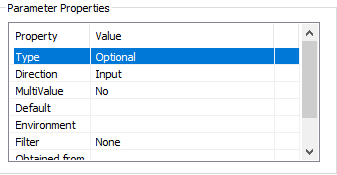 Parameter Properties
Property Value
Type Optional
Direction Input
MultiValue No
Default
Environment
Filter None
Obtained from